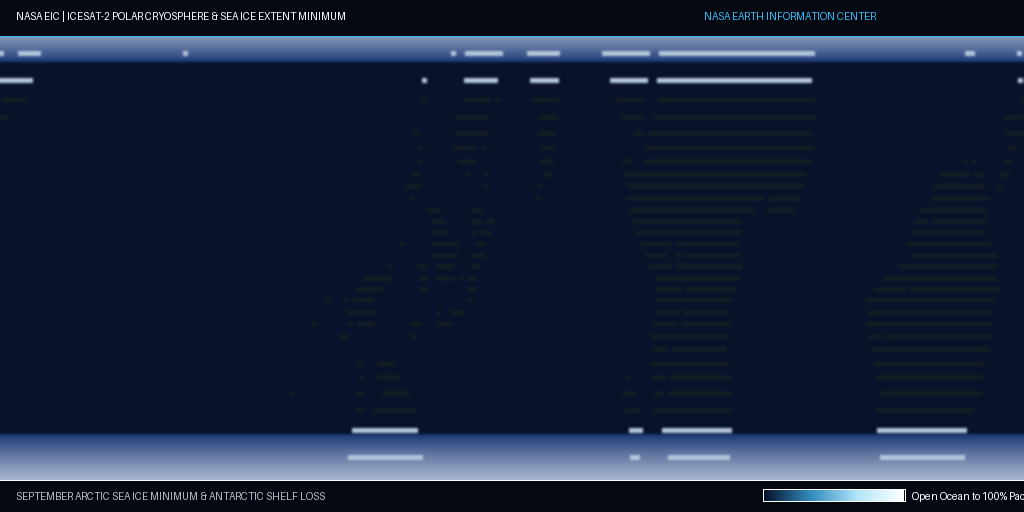 NASA EIC | ICESAT-2 POLAR CRYOSPHERE & SEA ICE EXTENT MINIMUM
NASA EARTH INFORMATION CENTER
SEPTEMBER ARCTIC SEA ICE MINIMUM & ANTARCTIC SHELF LOSS
Open Ocean to 100% Pac